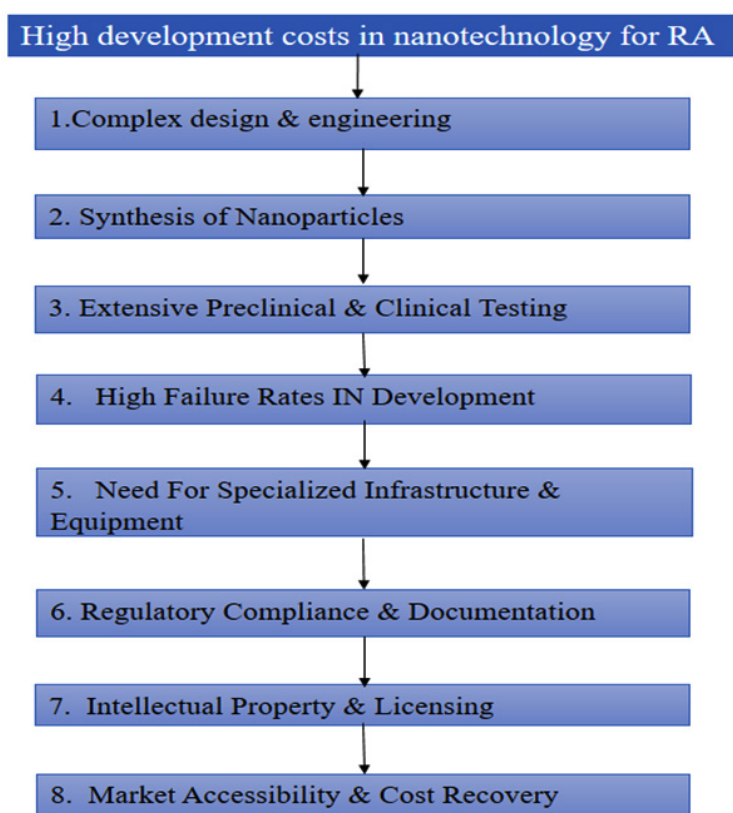 High development costs in nanotechnology for RA
1.Complex design & engineering
2. Synthesis of Nanoparticles
3. Extensive Preclinical & Clinical Testing
4. High Failure Rates IN Development
5. Need For Specialized Infrastructure &
Equipment
6. Regulatory Compliance & Documentation
7. Intellectual Property & Licensing
8. Market Accessibility & Cost Recovery